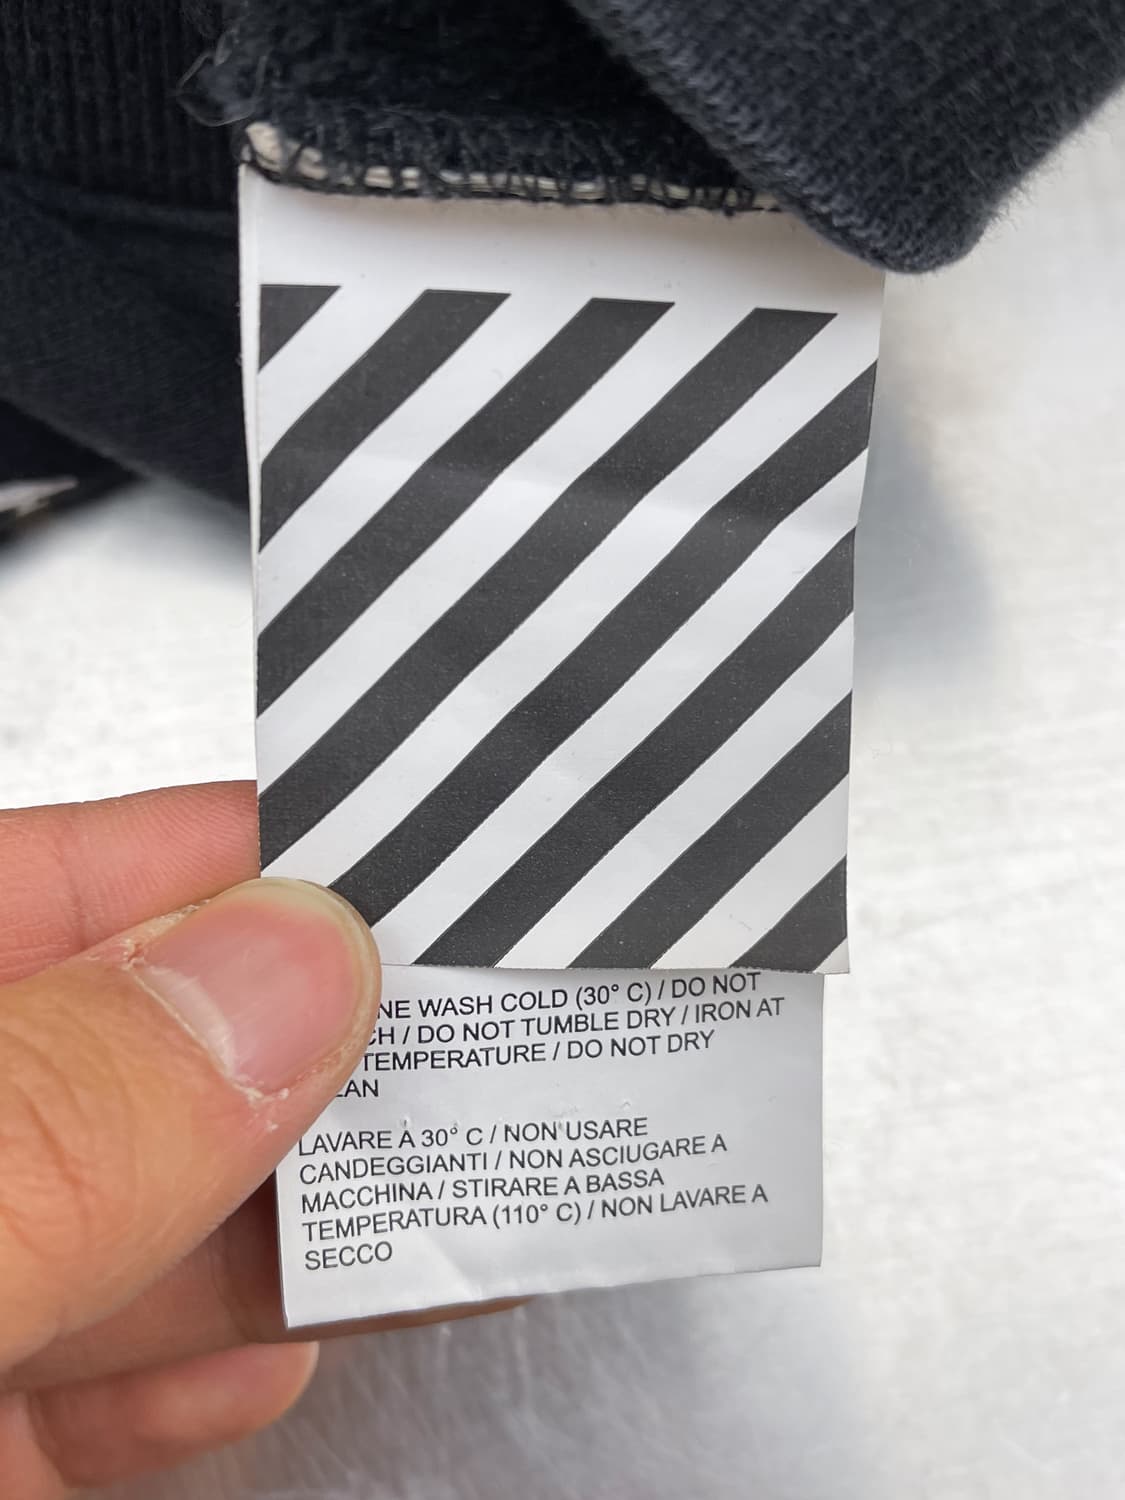 NE WASH COLD (30° C) / DO NOT
CH / DO NOT TUMBLE DRY / IRON AT
TEMPERATURE / DO NOT DRY
EAN
LAVARE A 30° C / NON USARE
CANDEGGIANTI / NON ASCIUGARE A
MACCHINA / STIRARE A BASSA
TEMPERATURA (110° C) / NON LAVARE A
SECCO